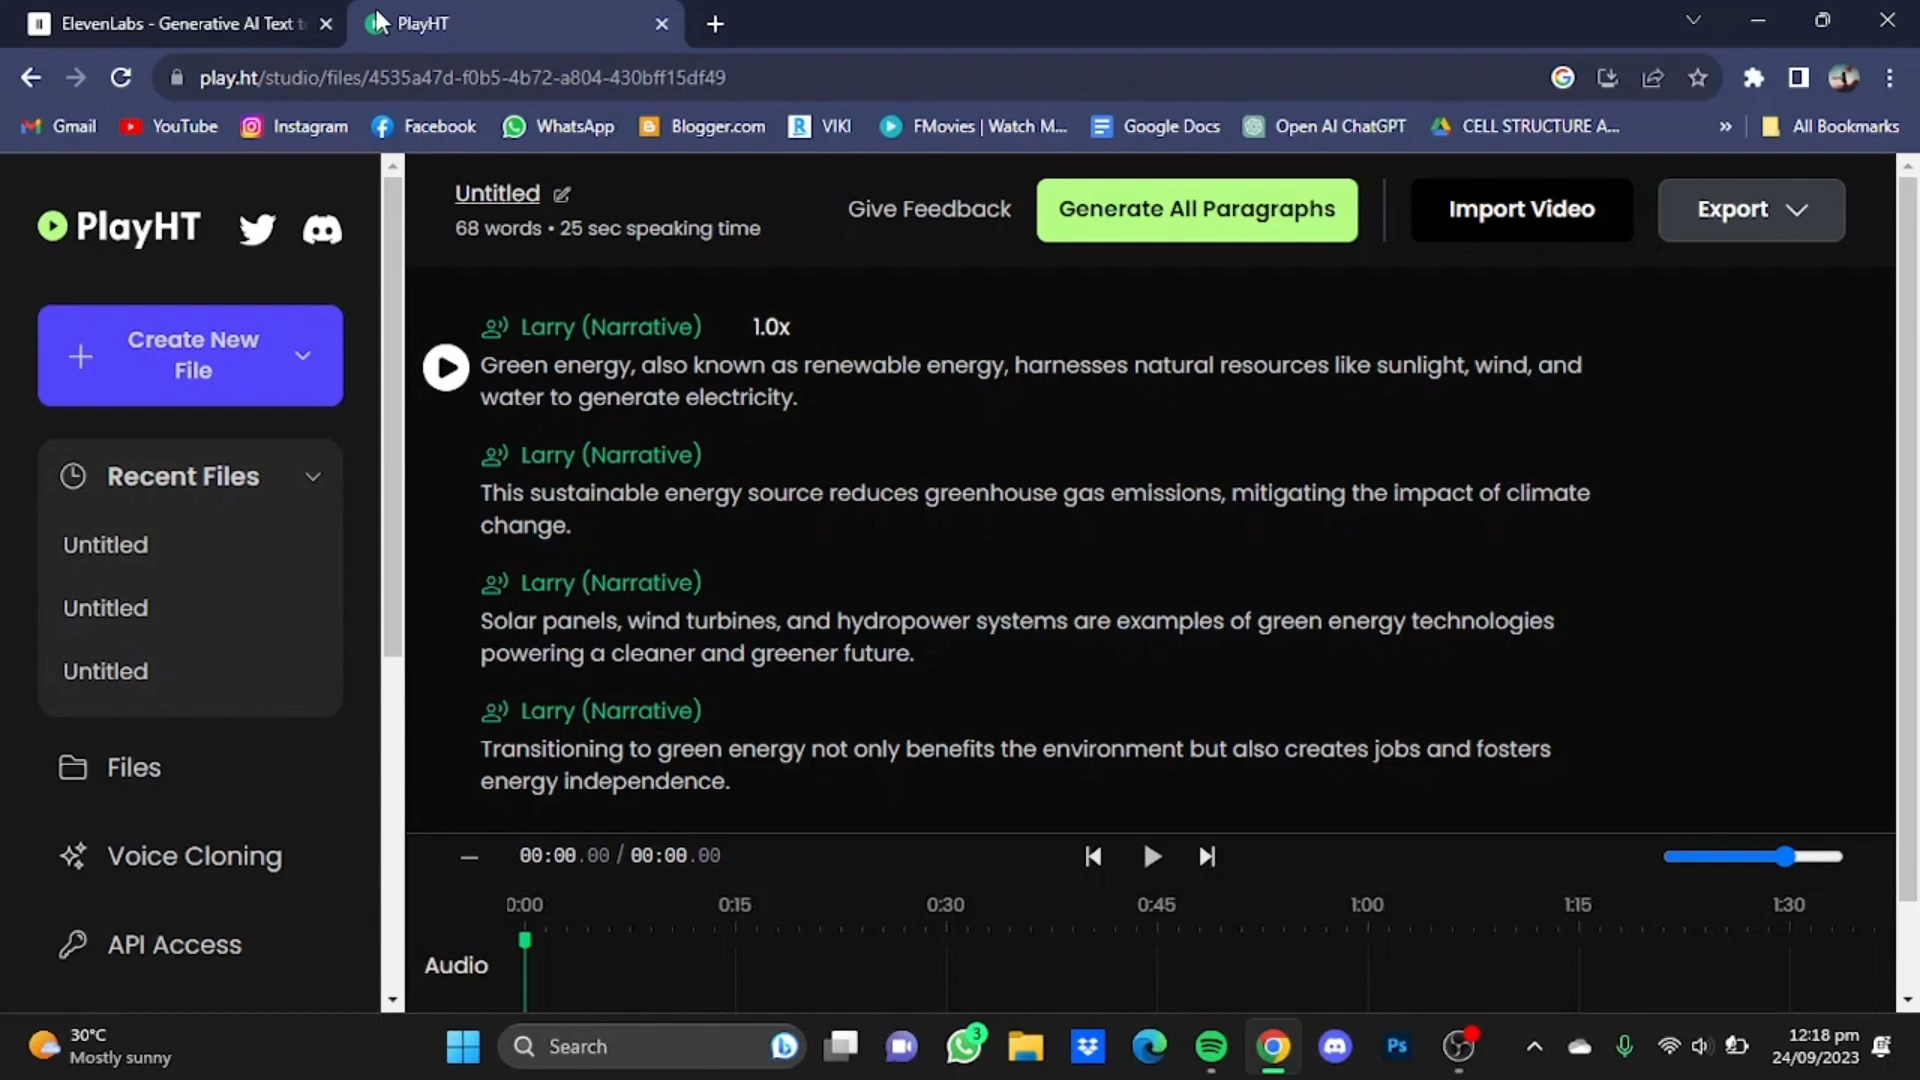 ElevenLabs - Generative AI Text t
PlayHT
play.ht/studio/files/4535a47d-f0b5-4b72-a804-430bff15df49
Gmail
YouTube
Instagram
Facebook
WhatsApp
Blogger.com
VIKI
FMovies | Watch M...
Google Docs
Open AI ChatGPT
CELL STRUCTURE A...
»
All Bookmarks
PlayHT
Untitled
68 words • 25 sec speaking time
Give Feedback
Generate All Paragraphs
Import Video
Export
+ Create New
File
Recent Files
Untitled
Untitled
Untitled
Files
Voice Cloning
API Access
Larry (Narrative) 1.0x
Green energy, also known as renewable energy, harnesses natural resources like sunlight, wind, and
water to generate electricity.
Larry (Narrative)
This sustainable energy source reduces greenhouse gas emissions, mitigating the impact of climate
change.
Larry (Narrative)
Solar panels, wind turbines, and hydropower systems are examples of green energy technologies
powering a cleaner and greener future.
Larry (Narrative)
Transitioning to green energy not only benefits the environment but also creates jobs and fosters
energy independence.
00:00.00 / 00:00.00
0:00 0:15 0:30 0:45 1:00 1:15 1:30
Audio
30°C
Mostly sunny
Search
3
Ps
12:18 pm
24/09/2023